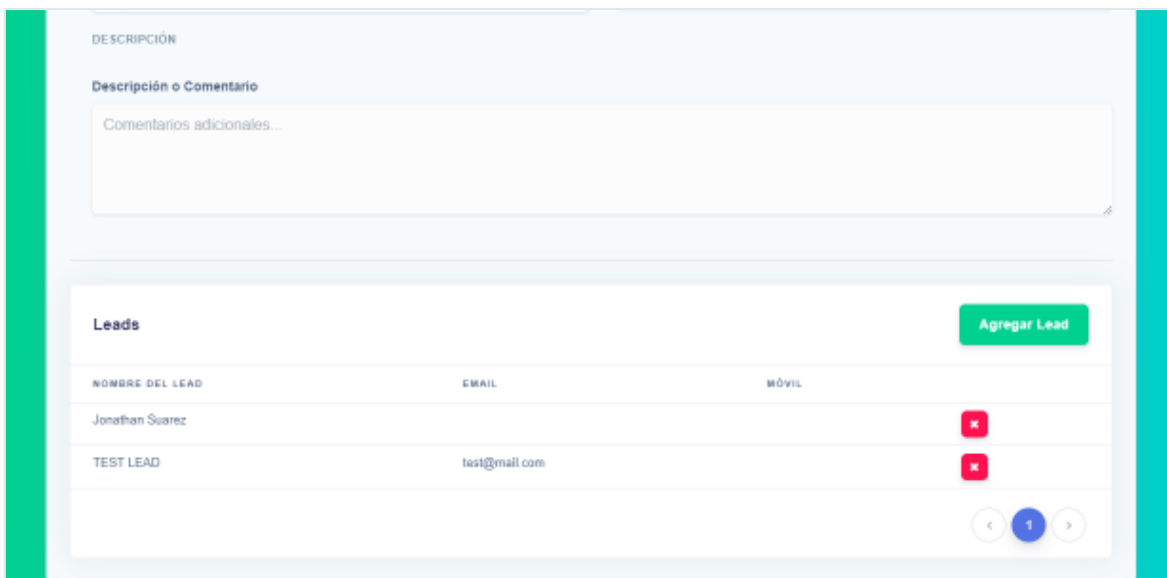 DESCRIPCIÓN
Descripción o Comentario
Comentarios adicionales...
Leads
Agregar Lead
NOMBRE DEL LEAD EMAIL MÓVIL
Jonathan Suarez
TEST LEAD test@mail.com
1